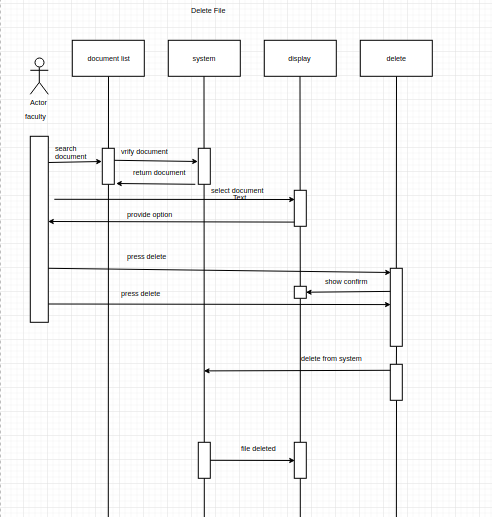 Delete File
document list
system
display
delete
Actor
faculty
search
document
vrify document
return document
select document
Text
provide option
press delete
show confirm
press delete
delete from system
file deleted